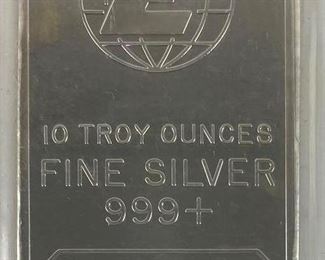 10 TROY OUNCES
FINE SILVER
999+